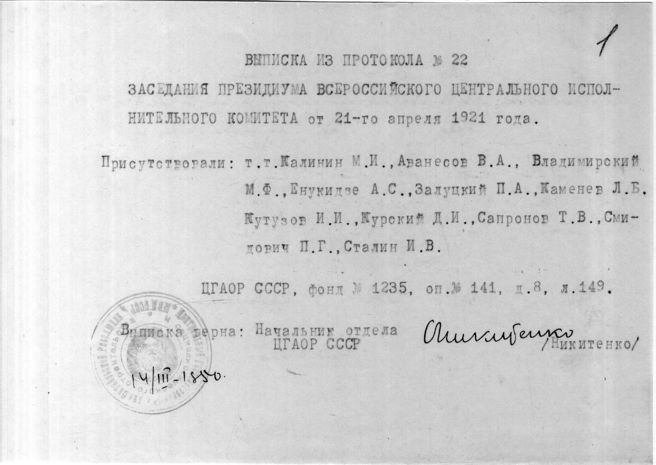 1
ВЫПИСКА ИЗ ПРОТОКОЛА № 22
ЗАСЕДАНИЯ ПРЕЗИДИУМА ВСЕРОССИЙСКОГО ЦЕНТРАЛЬНОГО ИСПОЛ-
НИТЕЛЬНОГО КОМИТЕТА от 21-го апреля 1921 года.
Присутствовали: т.т.Калинин М.И.,Аванесов В.А., Владимирский
М.Ф.,Енукидзе А.С.,Залуцкий П.А.,Каменев Л.Б.
Кутузов И.И.,Курский Д.И.,Сапронов Т.В.,Сми-
дович П.Г.,Сталин И.В.
ЦГАОР СССР, фонд № 1235, оп.№ 141, д.8, л.149.
Выписка верна: Начальник отдела
ЦГАОР СССР
/Никитенко/
14/III-1950.